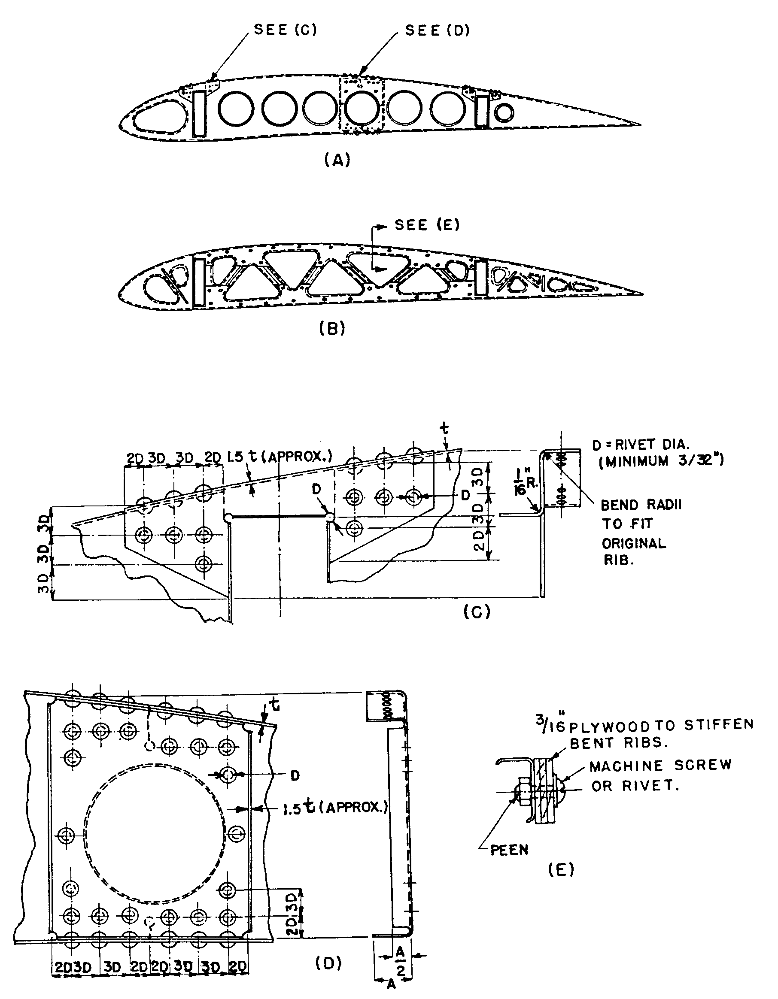 SEE (C)
SEE (D)
(A)
SEE (E)
(B)
2D 3D 3D 2D 1.5 t (APPROX.)
t
D = RIVET DIA.
(MINIMUM 3/32")
D
D
3D
3D
2D
3D
3D
3D
1/16" R.
BEND RADII
TO FIT
ORIGINAL
RIB.
(C)
t
D
1.5 t (APPROX.)
3D
2D
2D 3D 3D 2D 2D 3D 3D 2D
(D)
A/2
A
3/16" PLYWOOD TO STIFFEN
BENT RIBS.
MACHINE SCREW
OR RIVET.
PEEN
(E)